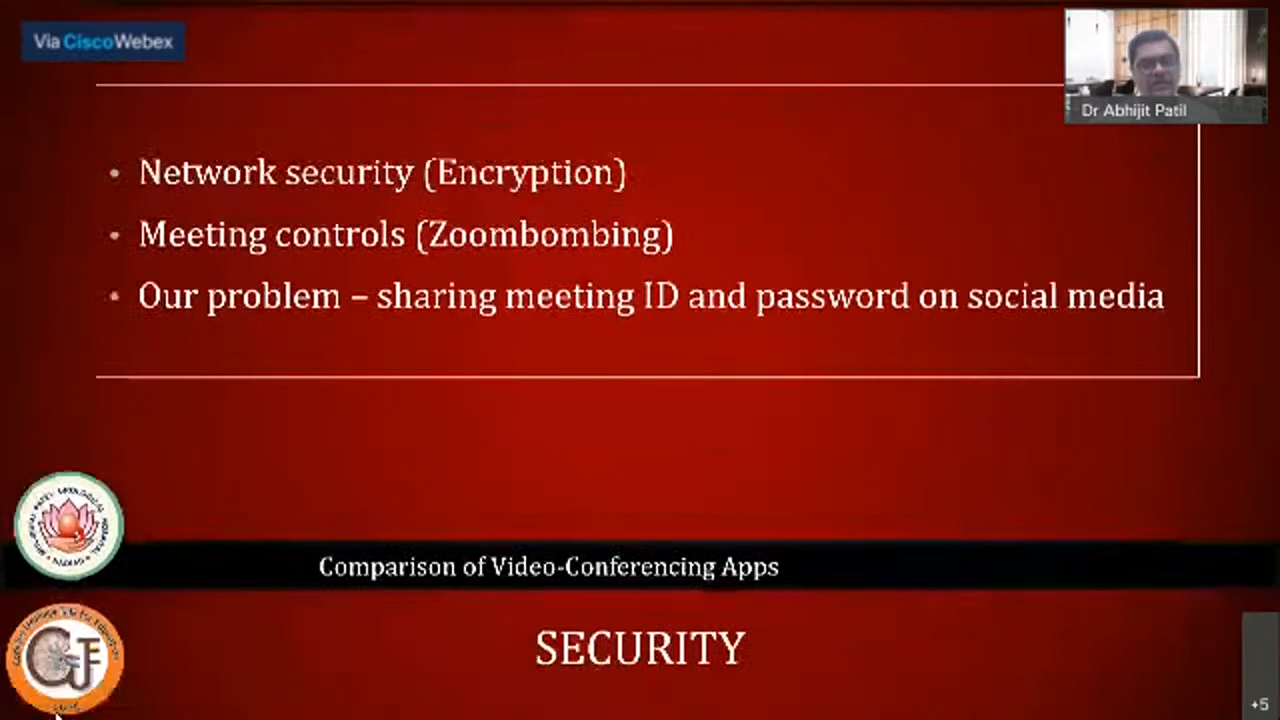 Via CiscoWebex
Dr Abhijit Patil
• Network security (Encryption)
• Meeting controls (Zoombombing)
• Our problem – sharing meeting ID and password on social media
Comparison of Video-Conferencing Apps
SECURITY
+5